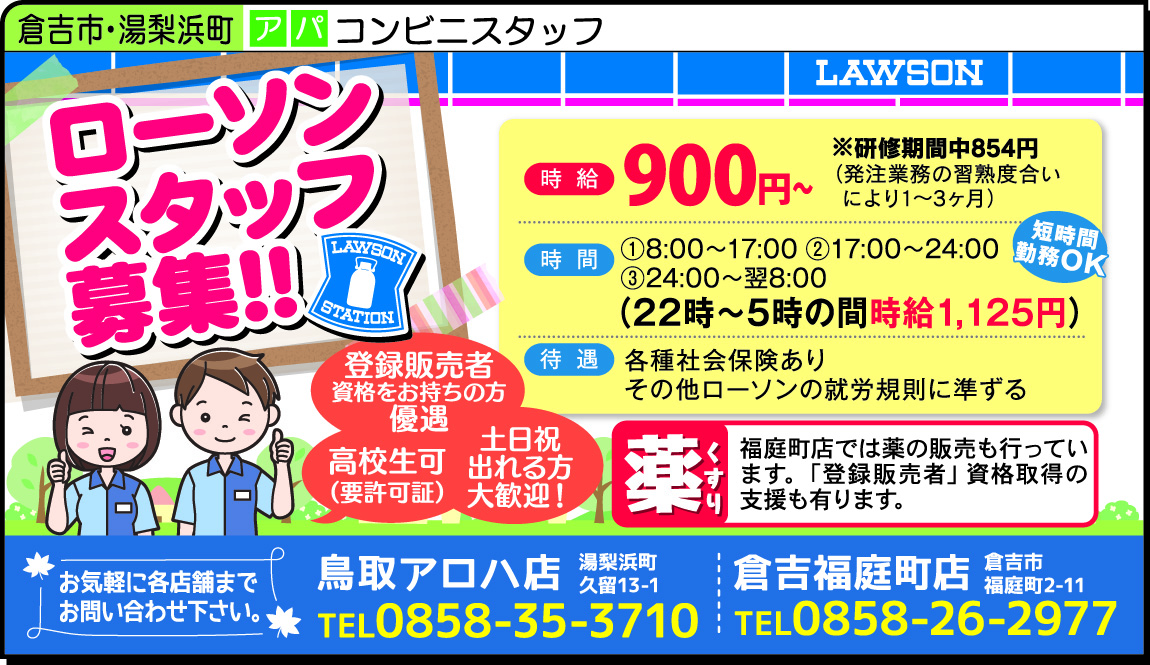 倉吉市・湯梨浜町 アパ コンビニスタッフ
LAWSON
ローソン
スタッフ
募集!!
LAWSON
STATION
時給 900円~
※研修期間中854円
(発注業務の習熟度合い
により1〜3ヶ月)
時間 ①8:00〜17:00 ②17:00〜24:00
③24:00〜翌8:00
(22時〜5時の間時給1,125円)
短時間
勤務OK
待遇 各種社会保険あり
その他ローソンの就労規則に準ずる
登録販売者
資格をお持ちの方
優遇
高校生可
(要許可証)
土日祝
出れる方
大歓迎!
薬 くすり
福庭町店では薬の販売も行ってい
ます。「登録販売者」資格取得の
支援も有ります。
お気軽に各店舗まで
お問い合わせ下さい。
鳥取アロハ店 湯梨浜町
久留13-1
TEL0858-35-3710
倉吉福庭町店 倉吉市
福庭町2-11
TEL0858-26-2977